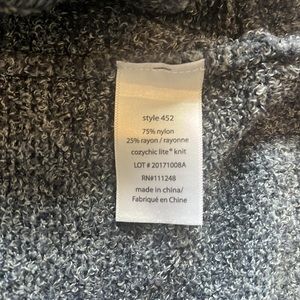 style 452
75% nylon
25% rayon / rayonne
cozychic lite® knit
LOT # 20171008A
RN#111248
made in china/
Fabriqué en Chine